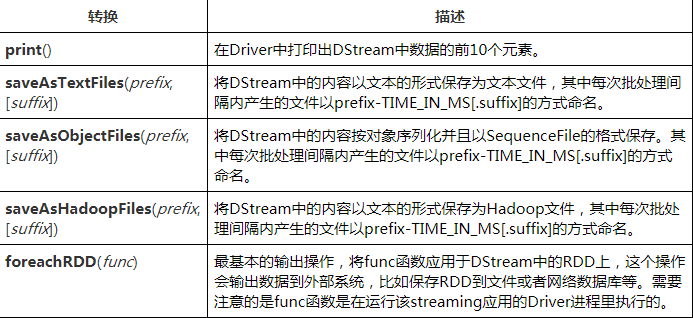 转换 描述
print() 在Driver中打印出DStream中数据的前10个元素。
saveAsTextFiles(prefix, 将DStream中的内容以文本的形式保存为文本文件，其中每次批处理间
[suffix]) 隔内产生的文件以prefix-TIME_IN_MS[.suffix]的方式命名。
saveAsObjectFiles(prefix, 将DStream中的内容按对象序列化并且以SequenceFile的格式保存。其
[suffix]) 中每次批处理间隔内产生的文件以prefix-TIME_IN_MS[.suffix]的方式
命名。
saveAsHadoopFiles(prefix, 将DStream中的内容以文本的形式保存为Hadoop文件，其中每次批处
[suffix]) 理间隔内产生的文件以prefix-TIME_IN_MS[.suffix]的方式命名。
foreachRDD(func) 最基本的输出操作，将func函数应用于DStream中的RDD上，这个操作
会输出数据到外部系统，比如保存RDD到文件或者网络数据库等。需要
注意的是func函数是在运行该streaming应用的Driver进程里执行的。